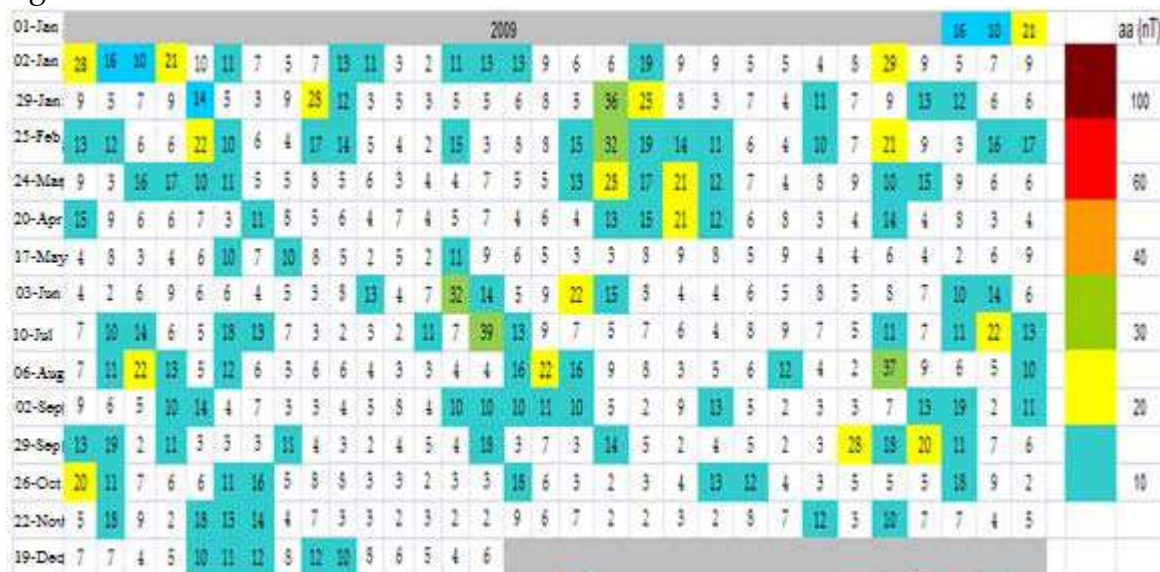 01-Jan 2009 16 10 21 aa (nT)
02-Jan 28 16 10 21 10 11 7 5 7 13 11 3 2 11 13 13 9 6 6 19 9 9 5 5 4 8 29 9 5 7 9
29-Jan 9 5 7 9 14 5 3 9 25 12 3 5 3 5 5 6 8 5 36 25 8 3 7 4 11 7 9 13 12 6 6 100
25-Feb 13 12 6 6 22 10 6 4 17 14 5 4 2 15 3 8 8 15 32 19 14 11 6 4 10 7 21 9 3 16 17
24-Mar 9 3 16 17 10 11 5 5 8 5 6 3 4 4 7 5 5 13 25 17 21 12 7 4 8 9 10 15 9 6 6 60
20-Apr 15 9 6 6 7 3 11 8 5 6 4 7 4 5 7 4 6 4 13 15 21 12 6 8 3 4 14 4 8 3 4
17-May 4 8 3 4 6 10 7 10 8 5 2 5 2 11 9 6 5 3 3 8 9 8 5 9 4 4 6 4 2 6 9 40
03-Jun 4 2 6 9 6 6 4 5 3 8 13 4 7 32 14 5 9 22 15 8 4 4 6 5 8 5 8 7 10 14 6
10-Jul 7 10 14 6 5 18 13 7 3 2 3 2 11 7 39 13 9 7 5 7 6 4 8 9 7 5 11 7 11 22 13 30
06-Aug 7 11 22 13 5 12 6 5 6 6 4 3 3 4 4 16 22 16 9 8 3 5 6 12 4 2 37 9 6 5 10
02-Sep 9 6 5 10 14 4 7 3 3 4 5 8 4 10 10 10 11 10 5 2 9 13 5 2 3 3 7 13 19 2 11 20
29-Sep 13 19 2 11 3 3 3 11 4 3 2 4 5 4 18 3 7 3 14 5 2 4 5 2 3 28 18 20 11 7 6
26-Oct 20 11 7 6 6 11 16 5 8 8 3 3 2 3 3 18 6 3 2 3 4 13 12 4 3 5 5 5 18 9 2 10
22-Nov 5 18 9 2 18 13 14 4 7 3 3 2 3 2 2 9 6 7 2 2 3 2 8 7 12 3 10 7 7 4 5
19-Dec 7 7 4 5 10 11 12 8 12 10 8 6 5 4 6